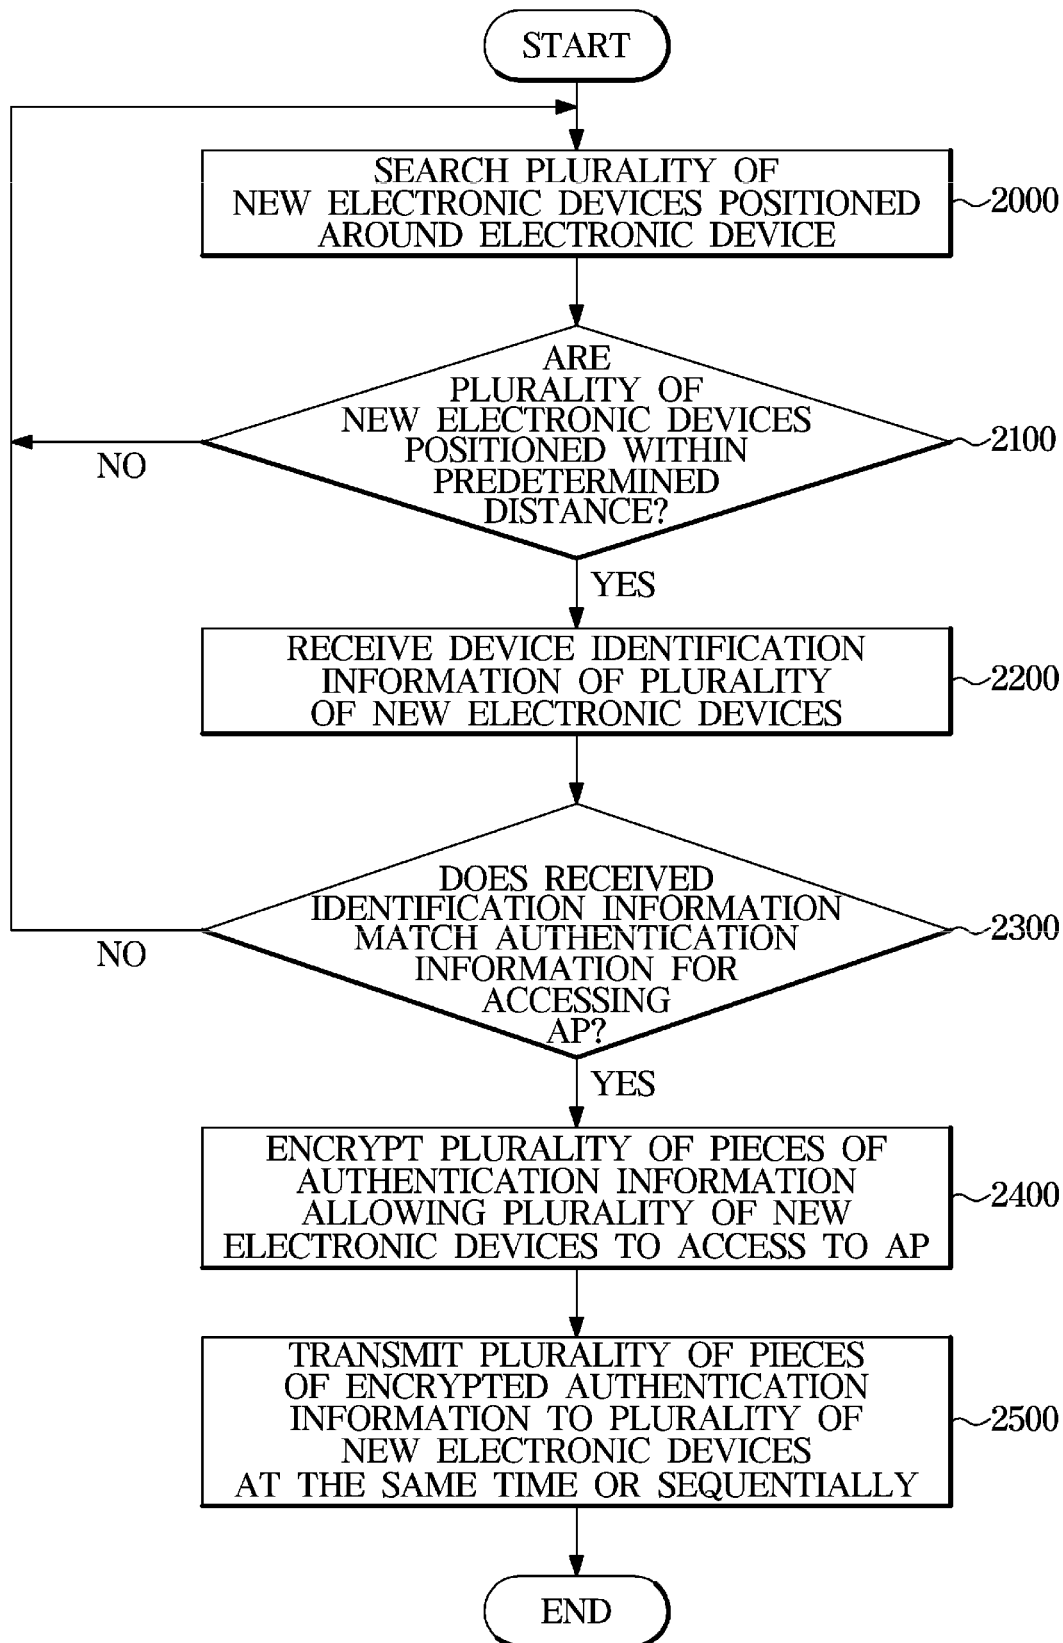 START
SEARCH PLURALITY OF
NEW ELECTRONIC DEVICES POSITIONED
AROUND ELECTRONIC DEVICE
2000
ARE
PLURALITY OF
NEW ELECTRONIC DEVICES
POSITIONED WITHIN
PREDETERMINED
DISTANCE?
2100
NO
YES
RECEIVE DEVICE IDENTIFICATION
INFORMATION OF PLURALITY
OF NEW ELECTRONIC DEVICES
2200
DOES RECEIVED
IDENTIFICATION INFORMATION
MATCH AUTHENTICATION
INFORMATION FOR
ACCESSING
AP?
2300
NO
YES
ENCRYPT PLURALITY OF PIECES OF
AUTHENTICATION INFORMATION
ALLOWING PLURALITY OF NEW
ELECTRONIC DEVICES TO ACCESS TO AP
2400
TRANSMIT PLURALITY OF PIECES
OF ENCRYPTED AUTHENTICATION
INFORMATION TO PLURALITY OF
NEW ELECTRONIC DEVICES
AT THE SAME TIME OR SEQUENTIALLY
2500
END